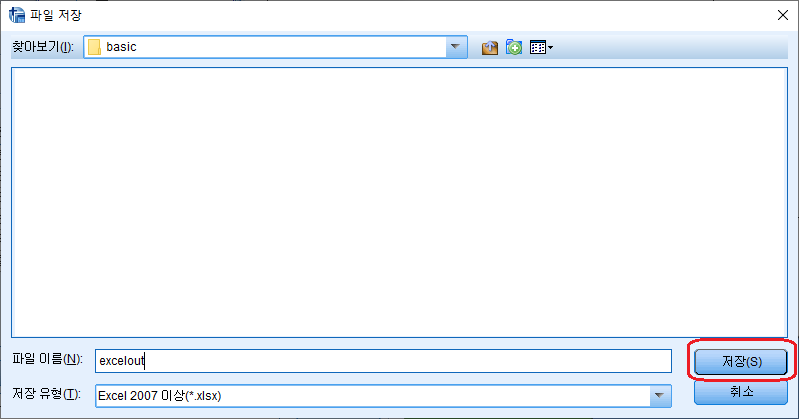 파일 저장
찾아보기(I): basic
파일 이름(N): excelout
저장(S)
저장 유형(T): Excel 2007 이상(*.xlsx)
취소